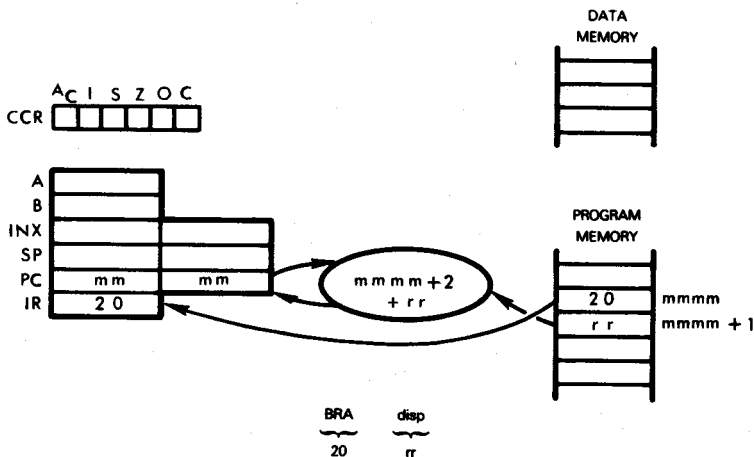 DATA
MEMORY
AC I S Z O C
CCR
A
B
INX
SP
PC mm mm
IR 20
mmmm+2
+rr
PROGRAM
MEMORY
20 mmmm
rr mmmm +1
BRA disp
20 rr